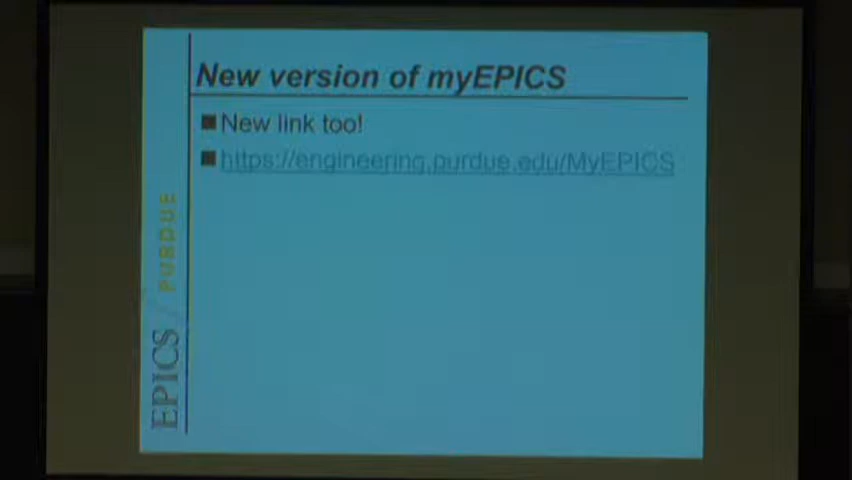 New version of myEPICS
New link too!
https://engineering.purdue.edu/MyEPICS
EPICS / PURDUE